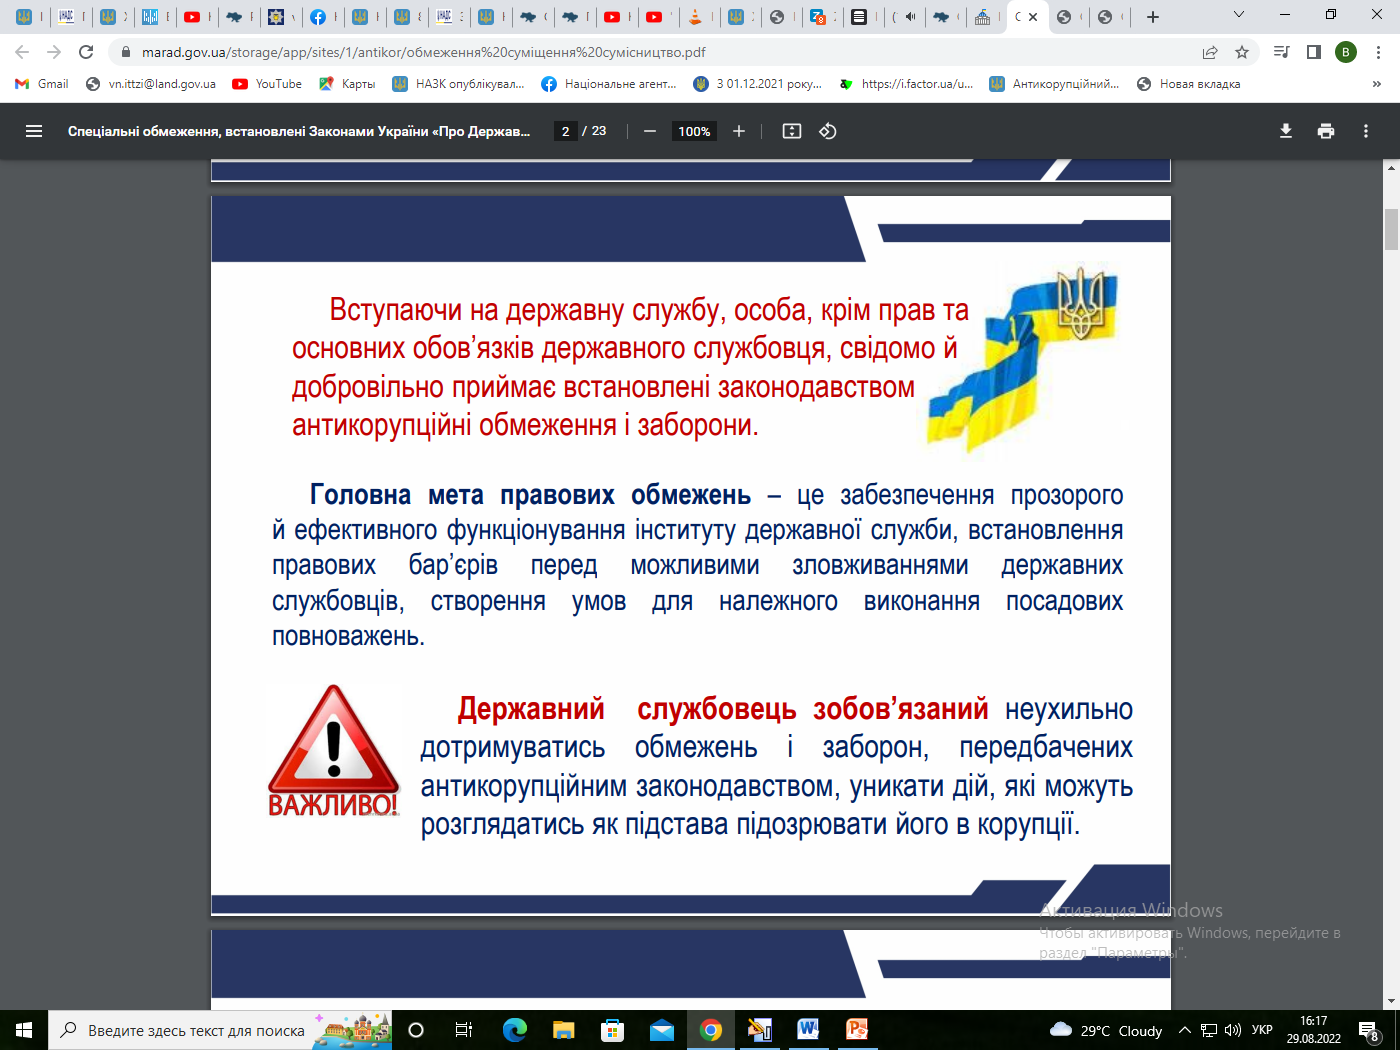 marad.gov.ua/storage/app/sites/1/antikor/обмеження%20суміщення%20сумісництво.pdf
B
Gmail
vn.ittzi@land.gov.ua
YouTube
Карты
НАЗК опублікувал...
Національне агент...
З 01.12.2021 року...
https://i.factor.ua/u...
Антикорупційний...
Новая вкладка
»
Спеціальні обмеження, встановлені Законами України «Про Держав...
2 / 23
100%
Вступаючи на державну службу, особа, крім прав та
основних обов’язків державного службовця, свідомо й
добровільно приймає встановлені законодавством
антикорупційні обмеження і заборони.
Головна мета правових обмежень – це забезпечення прозорого
й ефективного функціонування інституту державної служби, встановлення
правових бар’єрів перед можливими зловживаннями державних
службовців, створення умов для належного виконання посадових
повноважень.
ВАЖЛИВО!
Державний службовець зобов’язаний неухильно
дотримуватись обмежень і заборон, передбачених
антикорупційним законодавством, уникати дій, які можуть
розглядатись як підстава підозрювати його в корупції.
Активация Windows
Чтобы активировать Windows, перейдите в
раздел "Параметры".
Введите здесь текст для поиска
29°C Cloudy
УКР
16:17
29.08.2022
8